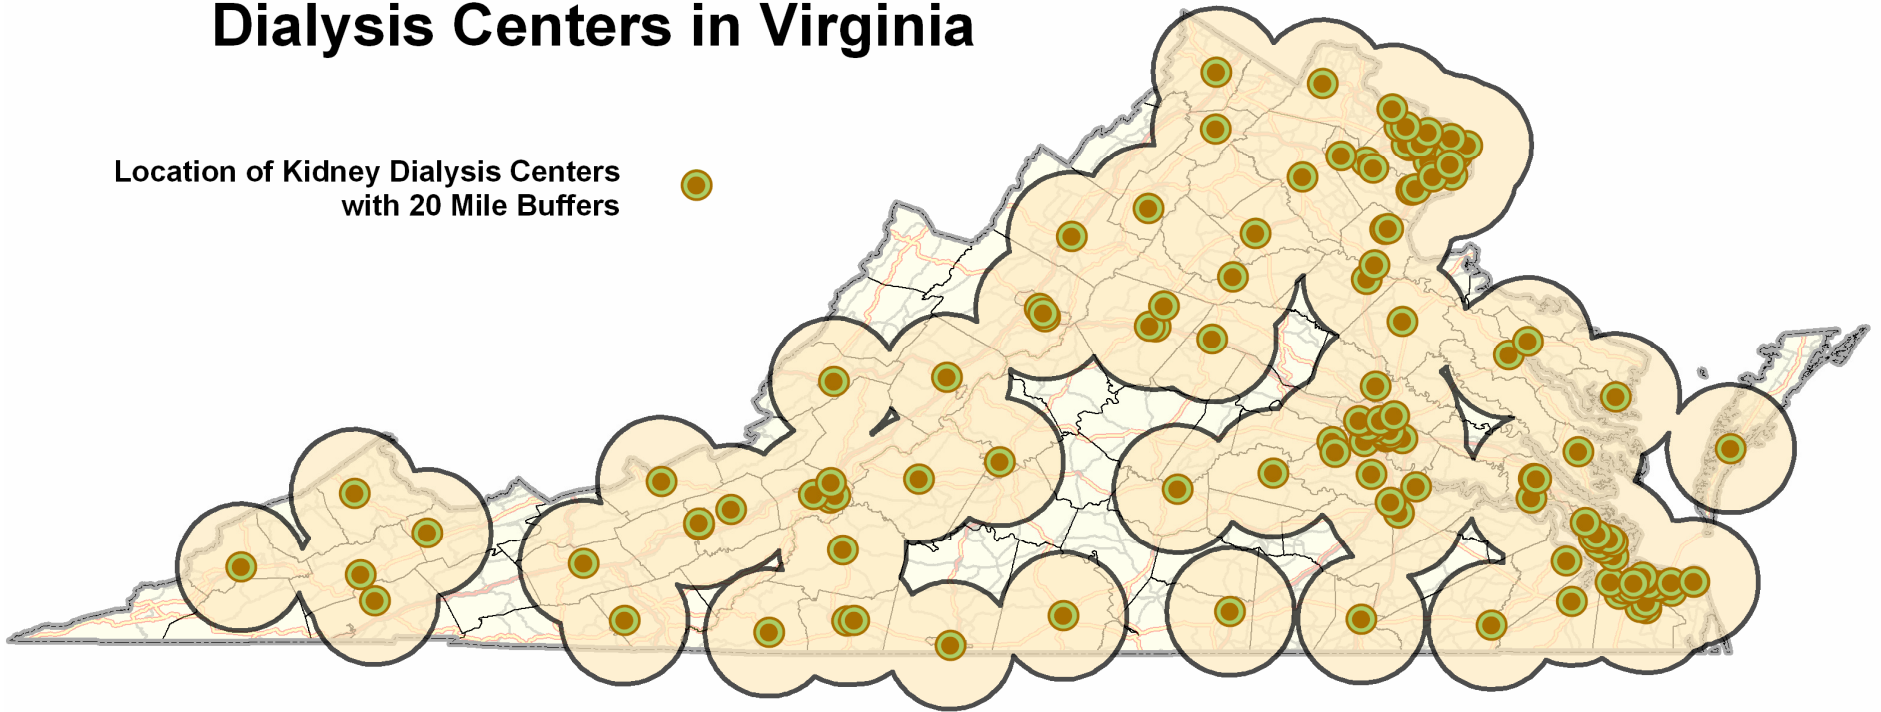 Dialysis Centers in Virginia
Location of Kidney Dialysis Centers
with 20 Mile Buffers